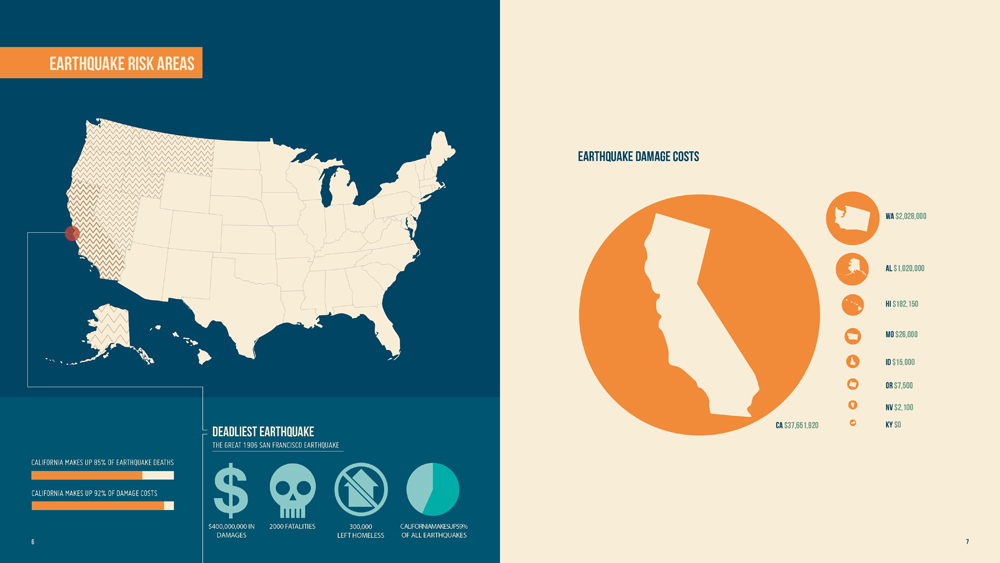 EARTHQUAKE RISK AREAS
CALIFORNIA MAKES UP 85% OF EARTHQUAKE DEATHS
CALIFORNIA MAKES UP 92% OF DAMAGE COSTS
DEADLIEST EARTHQUAKE
THE GREAT 1906 SAN FRANCISCO EARTHQUAKE
$400,000,000 IN
DAMAGES
2000 FATALITIES
300,000
LEFT HOMELESS
CALIFORNIAMAKESUP59%
OF ALL EARTHQUAKES
6
EARTHQUAKE DAMAGE COSTS
CA $37,651,920
WA $2,028,000
AL $1,020,000
HI $182,150
MO $26,000
ID $15,000
OR $7,500
NV $2,100
KY $0
7